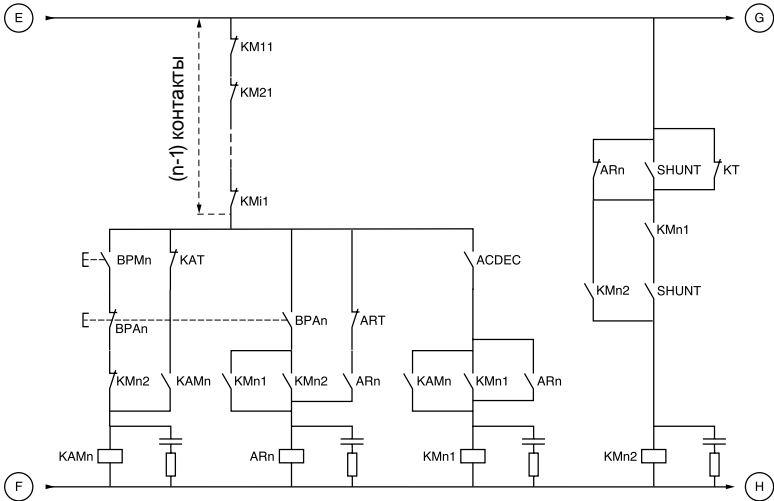 E
G
KM11
KM21
(n-1) контакты
ARn
SHUNT
KT
KMi1
KMn1
BPMn
KAT
ACDEC
KMn2
SHUNT
BPAn
BPAn
ART
KMn2
KAMn
KMn1
KMn2
ARn
KAMn
KMn1
ARn
KAMn
ARn
KMn1
KMn2
F
H